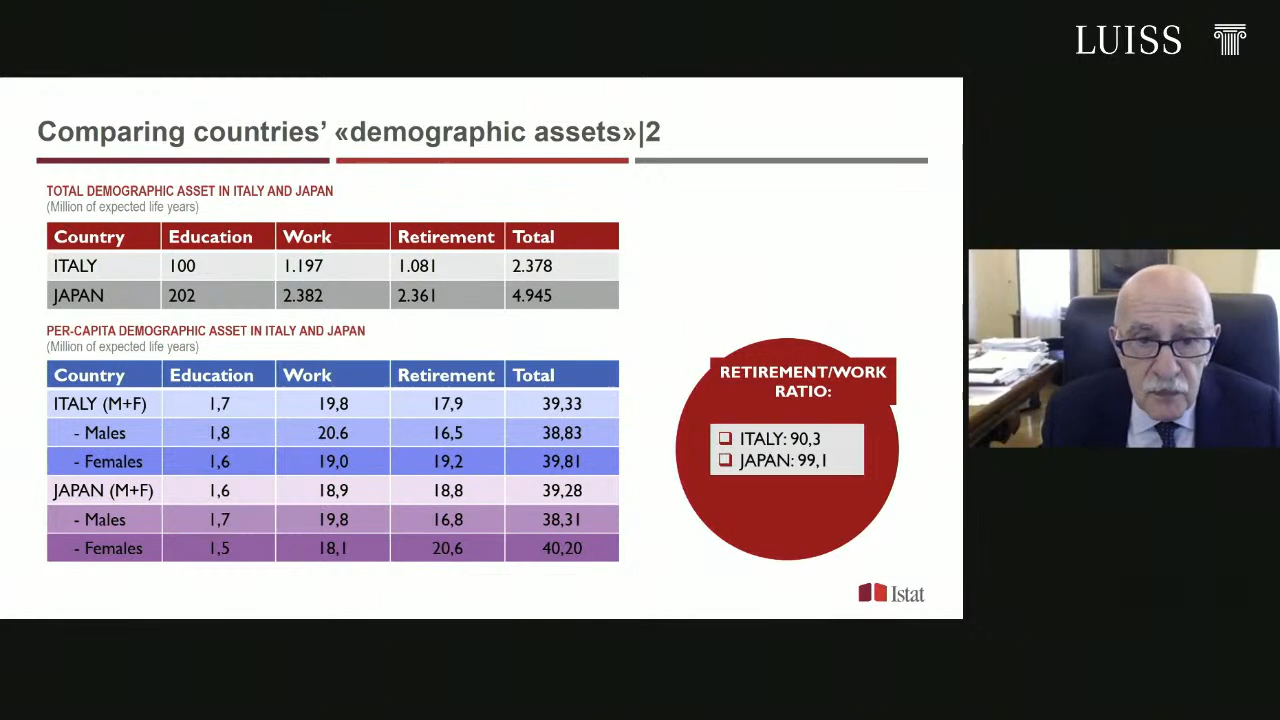 LUISS
Comparing countries’ «demographic assets»|2
TOTAL DEMOGRAPHIC ASSET IN ITALY AND JAPAN
(Million of expected life years)
Country Education Work Retirement Total
ITALY 100 1.197 1.081 2.378
JAPAN 202 2.382 2.361 4.945
PER-CAPITA DEMOGRAPHIC ASSET IN ITALY AND JAPAN
(Million of expected life years)
Country Education Work Retirement Total
ITALY (M+F) 1,7 19,8 17,9 39,33
- Males 1,8 20.6 16,5 38,83
- Females 1,6 19,0 19,2 39,81
JAPAN (M+F) 1,6 18,9 18,8 39,28
- Males 1,7 19,8 16,8 38,31
- Females 1,5 18,1 20,6 40,20
RETIREMENT/WORK
RATIO:
ITALY: 90,3
JAPAN: 99,1
Istat